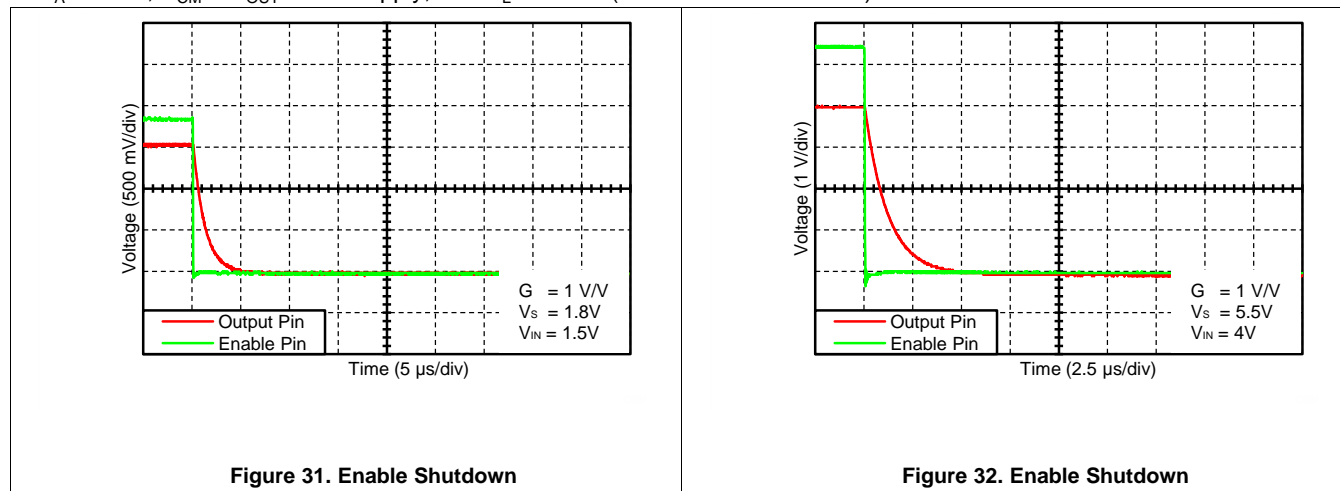 Voltage (500 mV/div)
G = 1 V/V
VS = 1.8V
VIN = 1.5V
Output Pin
Enable Pin
Time (5 µs/div)
Figure 31. Enable Shutdown
Voltage (1 V/div)
G = 1 V/V
VS = 5.5V
VIN = 4V
Output Pin
Enable Pin
Time (2.5 µs/div)
Figure 32. Enable Shutdown